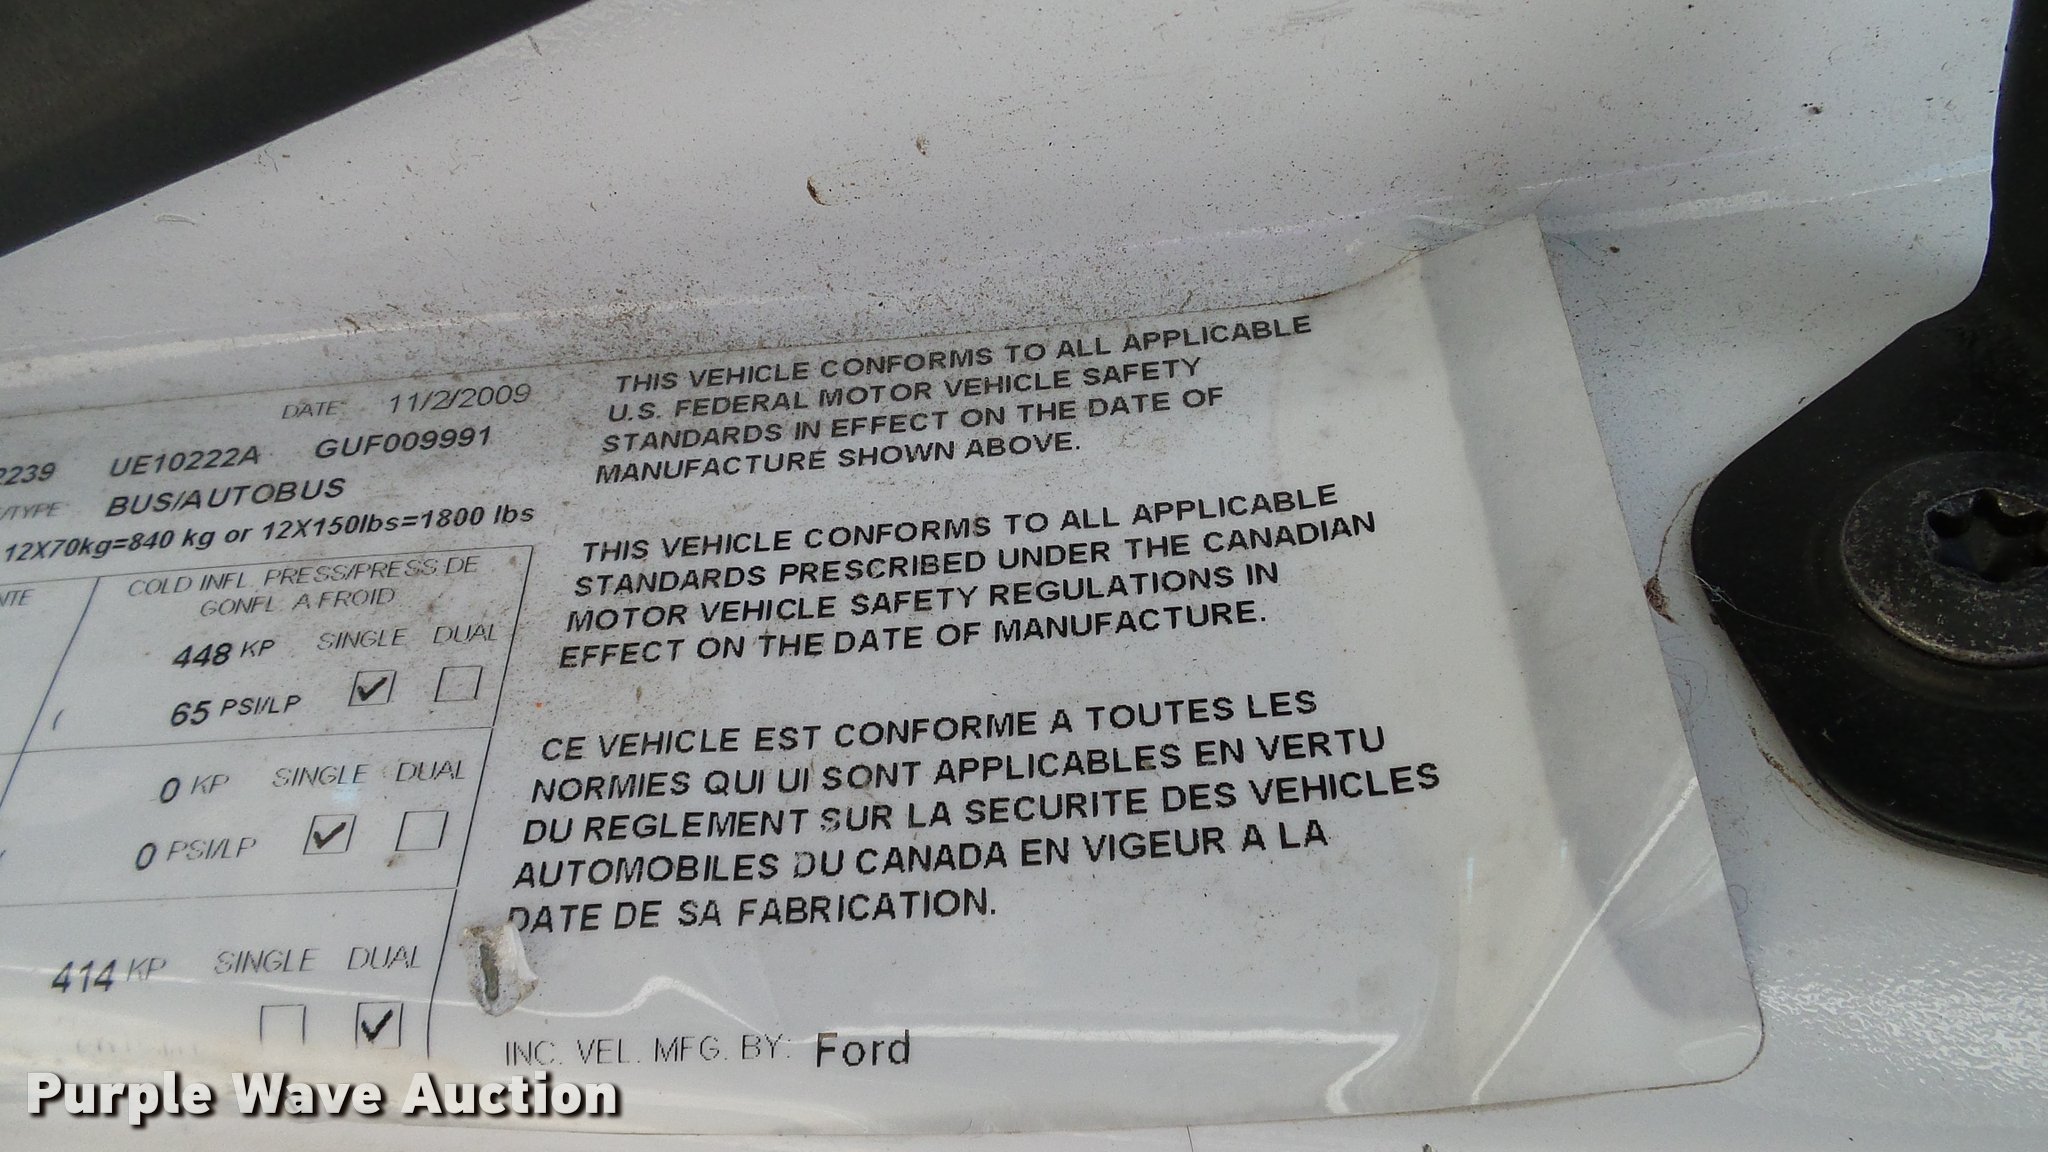 DATE 11/2/2009
2239 UE10222A GUF009991
/TYPE BUS/AUTOBUS
12X70kg=840 kg or 12X150lbs=1800 lbs
NTE COLD INFL. PRESS/PRESS DE
GONFL. A FROID
448 KP SINGLE DUAL
65 PSI/LP
0 KP SINGLE DUAL
0 PSI/LP
414 KP SINGLE DUAL
THIS VEHICLE CONFORMS TO ALL APPLICABLE
U.S. FEDERAL MOTOR VEHICLE SAFETY
STANDARDS IN EFFECT ON THE DATE OF
MANUFACTURE SHOWN ABOVE.
THIS VEHICLE CONFORMS TO ALL APPLICABLE
STANDARDS PRESCRIBED UNDER THE CANADIAN
MOTOR VEHICLE SAFETY REGULATIONS IN
EFFECT ON THE DATE OF MANUFACTURE.
CE VEHICLE EST CONFORME A TOUTES LES
NORMIES QUI UI SONT APPLICABLES EN VERTU
DU REGLEMENT SUR LA SECURITE DES VEHICLES
AUTOMOBILES DU CANADA EN VIGEUR A LA
DATE DE SA FABRICATION.
INC. VEL. MFG. BY: Ford
Purple Wave Auction